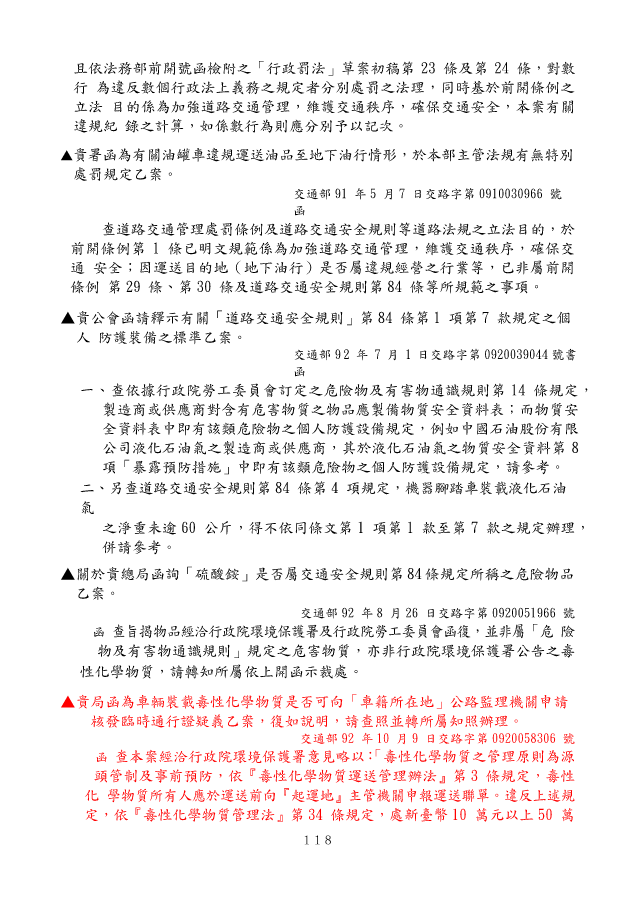 且依法務部前開號函檢附之「行政罰法」草案初稿第 23 條及第 24 條，對數
行 為違反數個行政法上義務之規定者分別處罰之法理，同時基於前開條例之
立法 目的係為加強道路交通管理，維護交通秩序，確保交通安全，本案有關
違規紀 錄之計算，如係數行為則應分別予以記次。
▲貴署函為有關油罐車違規運送油品至地下油行情形，於本部主管法規有無特別
處罰規定乙案。
交通部 91 年 5 月 7 日交路字第 0910030966 號
函
查道路交通管理處罰條例及道路交通安全規則等道路法規之立法目的，於
前開條例第 1 條已明文規範係為加強道路交通管理，維護交通秩序，確保交
通 安全；因運送目的地（地下油行）是否屬違規經營之行業等，已非屬前開
條例 第 29 條、第 30 條及道路交通安全規則第 84 條等所規範之事項。
▲貴公會函請釋示有關「道路交通安全規則」第 84 條第 1 項第 7 款規定之個
人 防護裝備之標準乙案。
交通部 92 年 7 月 1 日交路字第 0920039044 號書
函
一、查依據行政院勞工委員會訂定之危險物及有害物通識規則第 14 條規定，
製造商或供應商對含有危害物質之物品應製備物質安全資料表；而物質安
全資料表中即有該類危險物之個人防護設備規定，例如中國石油股份有限
公司液化石油氣之製造商或供應商，其於液化石油氣之物質安全資料第 8
項「暴露預防措施」中即有該類危險物之個人防護設備規定，請參考。
二、另查道路交通安全規則第 84 條第 4 項規定，機器腳踏車裝載液化石油
氣
之淨重未逾 60 公斤，得不依同條文第 1 項第 1 款至第 7 款之規定辦理，
併請參考。
▲關於貴總局函詢「硫酸銨」是否屬交通安全規則第 84 條規定所稱之危險物品
乙案。
交通部 92 年 8 月 26 日交路字第 0920051966 號
函 查旨揭物品經洽行政院環境保護署及行政院勞工委員會函復，並非屬「危 險
物及有害物通識規則」規定之危害物質，亦非行政院環境保護署公告之毒
性化學物質，請轉知所屬依上開函示裁處。
▲貴局函為車輛裝載毒性化學物質是否可向「車籍所在地」公路監理機關申請
核發臨時通行證疑義乙案，復如說明，請查照並轉所屬知照辦理。
交通部 92 年 10 月 9 日交路字第 0920058306 號
函 查本案經洽行政院環境保護署意見略以：「毒性化學物質之管理原則為源
頭管制及事前預防，依『毒性化學物質運送管理辦法』第 3 條規定，毒性
化 學物質所有人應於運送前向『起運地』主管機關申報運送聯單。違反上述規
定，依『毒性化學物質管理法』第 34 條規定，處新臺幣 10 萬元以上 50 萬
118